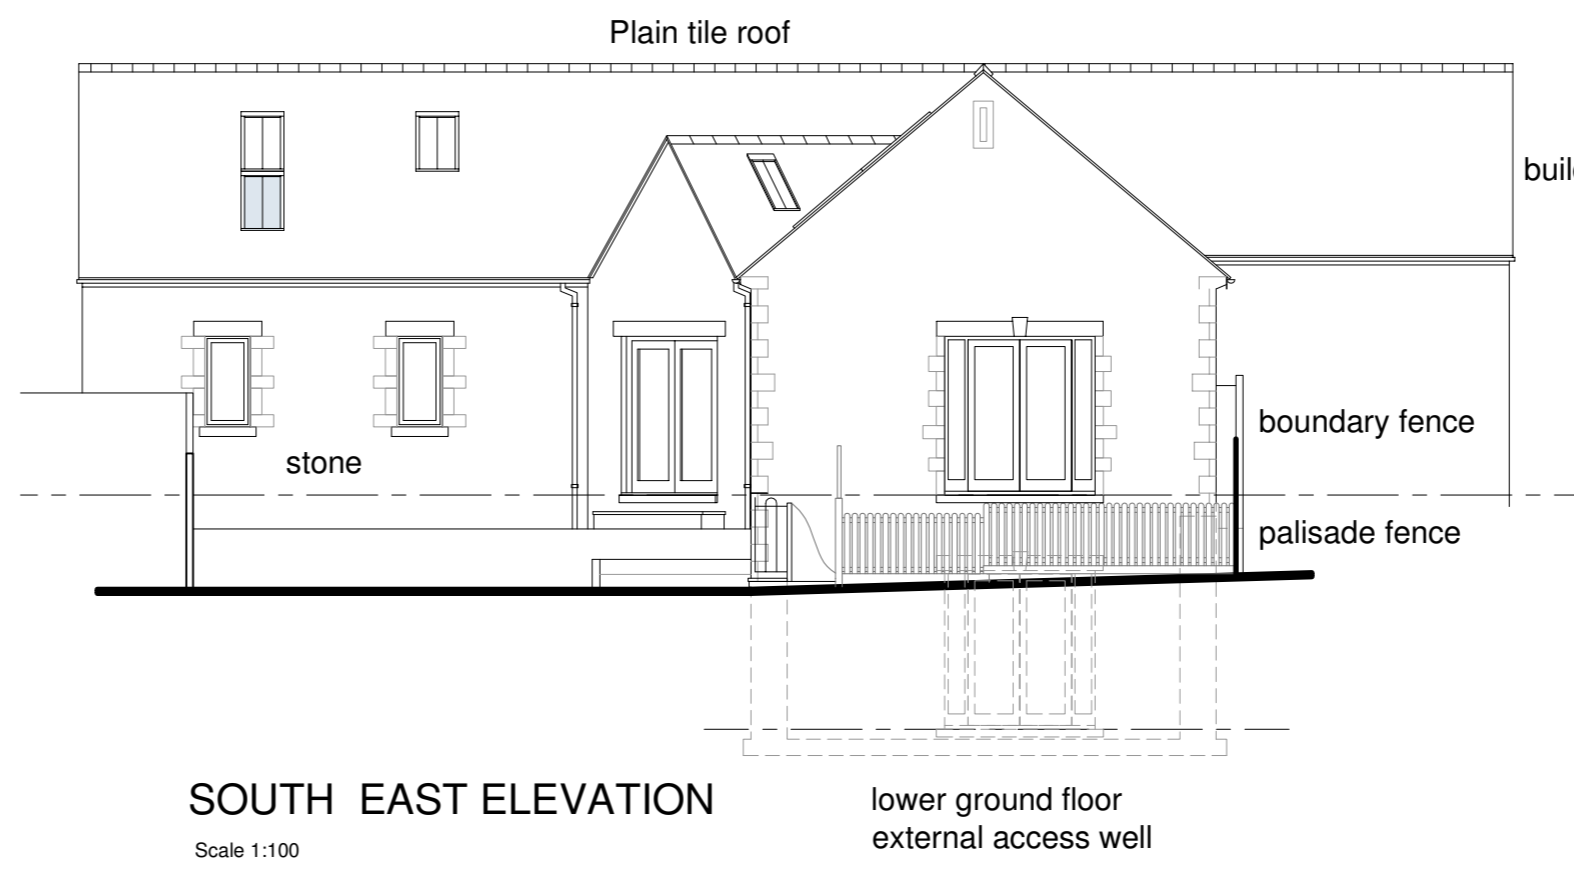 Plain tile roof
boundary fence
stone
palisade fence
SOUTH EAST ELEVATION
Scale 1:100
lower ground floor
external access well